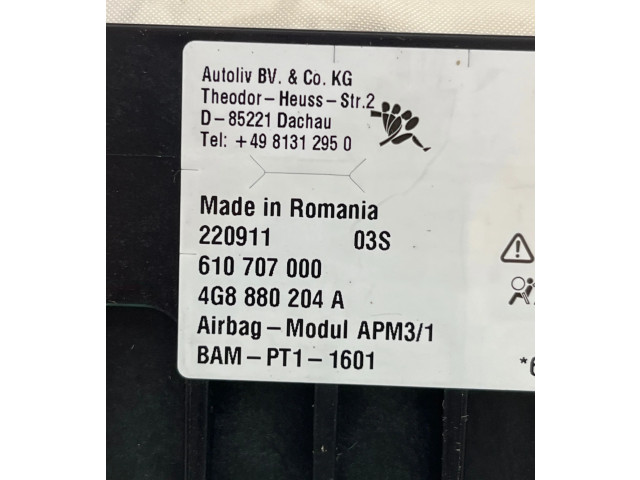 Autoliv BV. & Co. KG
Theodor-Heuss-Str.2
D-85221 Dachau
Tel: +49 8131 295 0
Made in Romania
220911 03S
610 707 000
4G8 880 204 A
Airbag-Modul APM3/1
BAM-PT1-1601